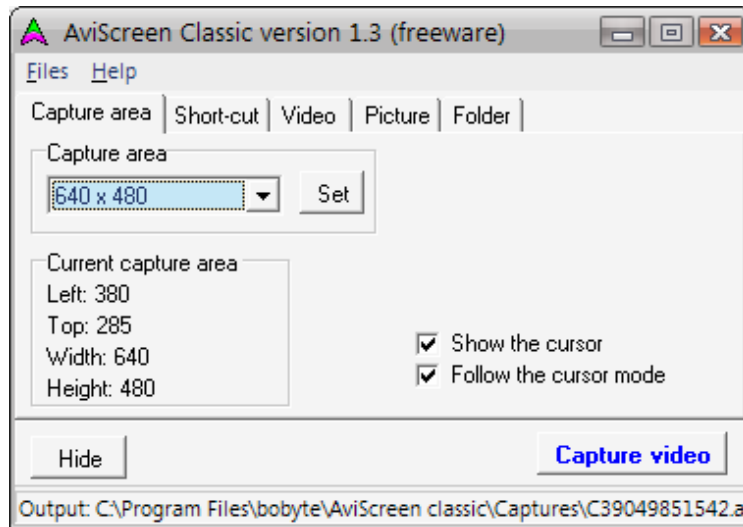 AviScreen Classic version 1.3 (freeware)
Files Help
Capture area Short-cut Video Picture Folder
Capture area
640 x 480
Set
Current capture area
Left: 380
Top: 285
Width: 640
Height: 480
Show the cursor
Follow the cursor mode
Hide
Capture video
Output: C:\Program Files\bobyte\AviScreen classic\Captures\C39049851542.a